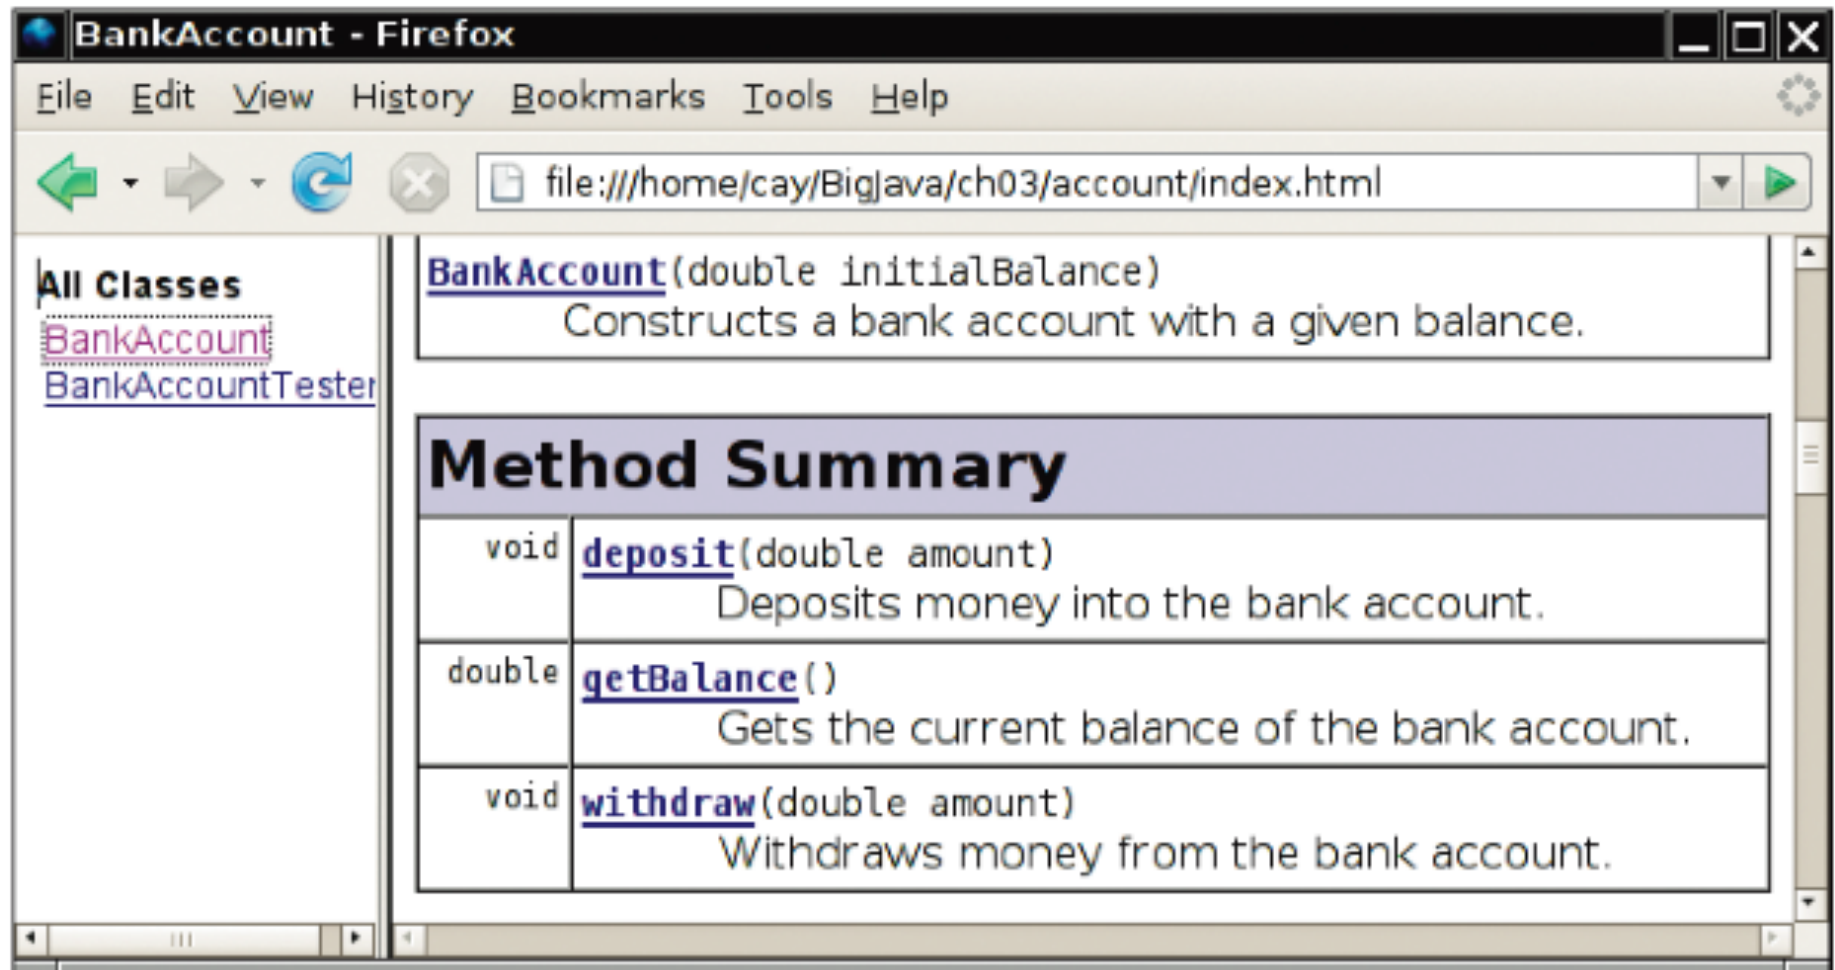 BankAccount - Firefox
File Edit View History Bookmarks Tools Help
file:///home/cay/BigJava/ch03/account/index.html
All Classes
BankAccount
BankAccountTester
BankAccount(double initialBalance)
Constructs a bank account with a given balance.
Method Summary
void deposit(double amount)
Deposits money into the bank account.
double getBalance()
Gets the current balance of the bank account.
void withdraw(double amount)
Withdraws money from the bank account.